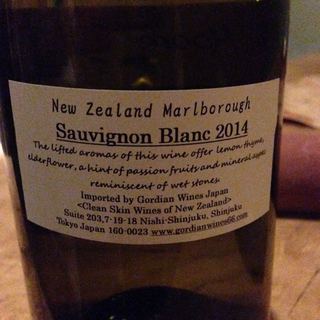 New Zealand Marlborough
Sauvignon Blanc 2014
The lifted aromas of this wine offer lemon thyme,
elderflower, a hint of passion fruits and mineral
reminiscent of wet stones.
Imported by Gordian Wines Japan
<Clean Skin Wines of New Zealand>
Suite 203,7-19-18 Nishi-Shinjuku, Shinjuku
Tokyo Japan 160-0023 www.gordianwines66.com